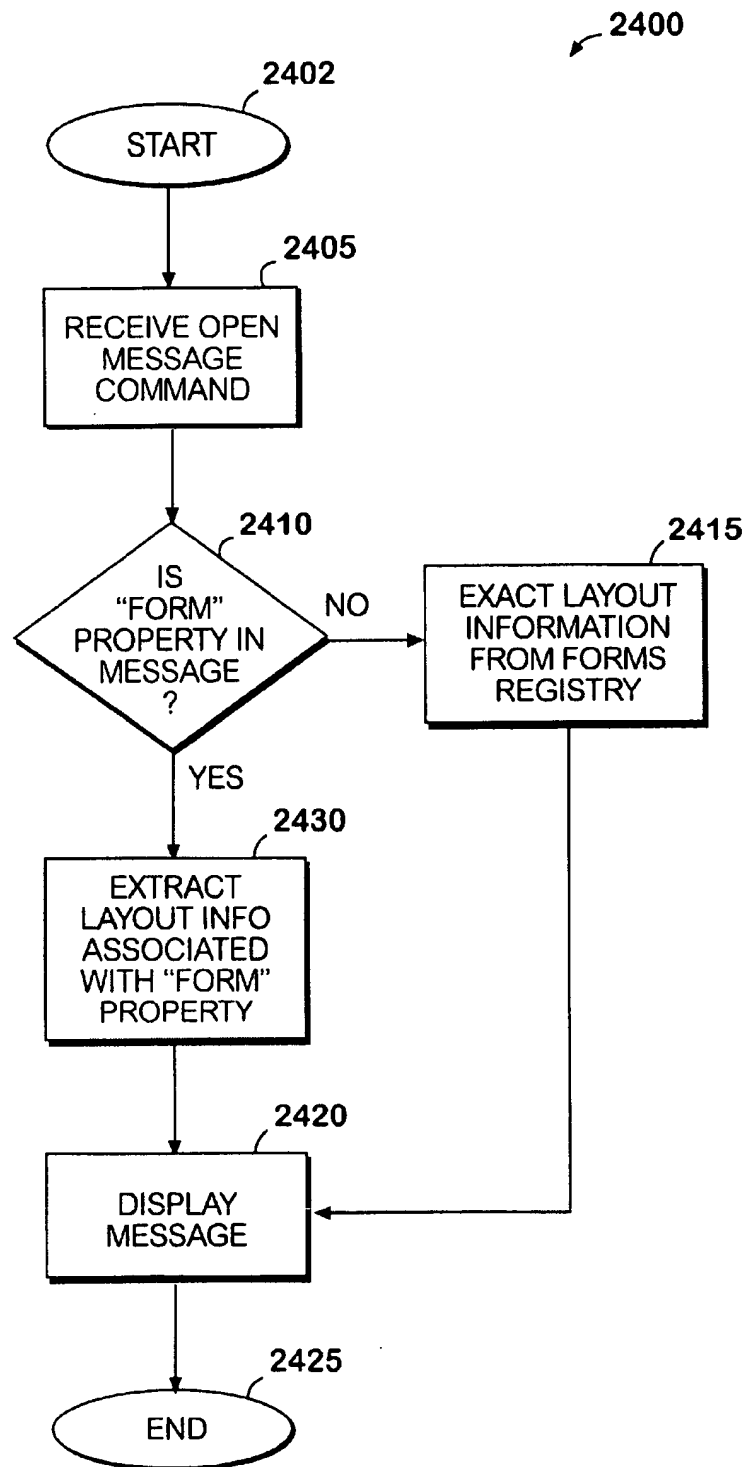 2400
2402
START
2405
RECEIVE OPEN
MESSAGE
COMMAND
2410
IS
“FORM”
PROPERTY IN
MESSAGE
?
NO
2415
EXACT LAYOUT
INFORMATION
FROM FORMS
REGISTRY
YES
2430
EXTRACT
LAYOUT INFO
ASSOCIATED
WITH “FORM”
PROPERTY
2420
DISPLAY
MESSAGE
2425
END